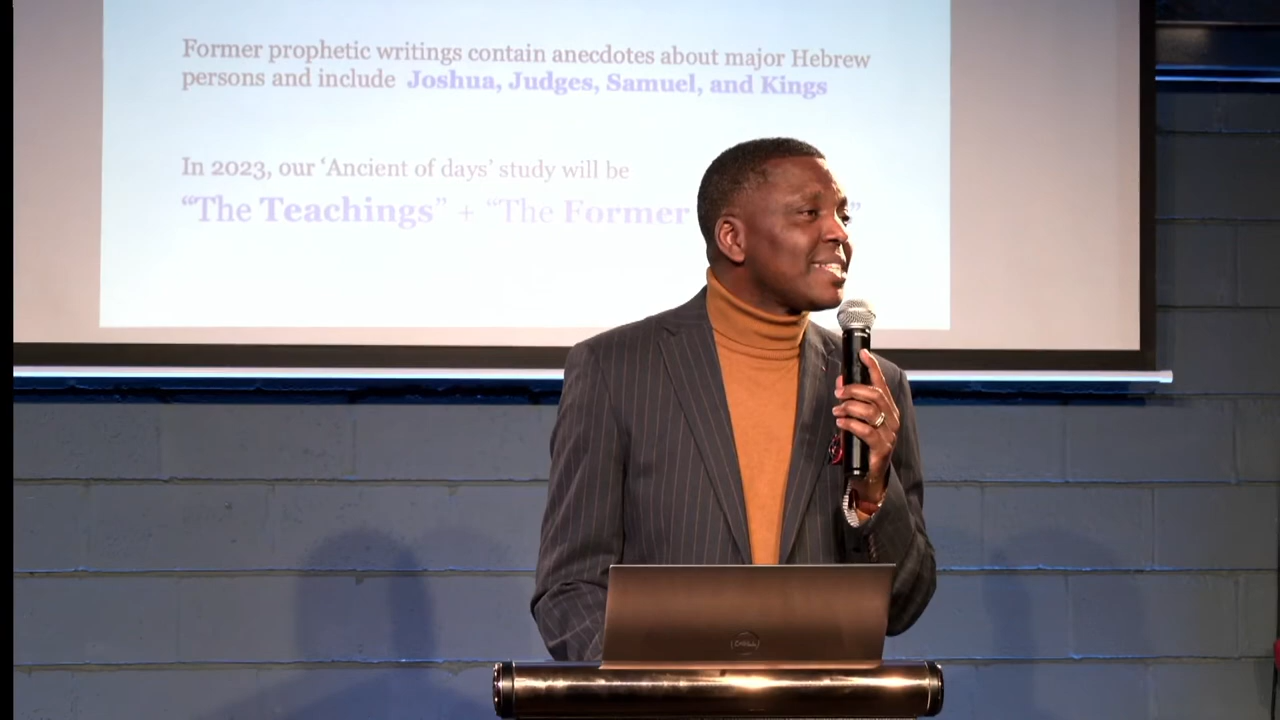 Former prophetic writings contain anecdotes about major Hebrew
persons and include Joshua, Judges, Samuel, and Kings
In 2023, our ‘Ancient of days’ study will be
“The Teachings” + “The Former ”